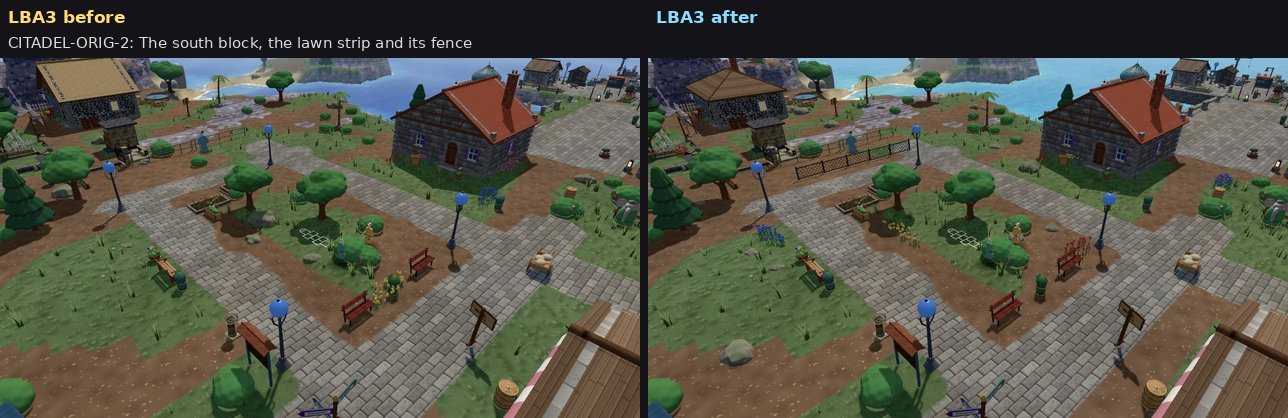 LBA3 before
CITADEL-ORIG-2: The south block, the lawn strip and its fence
LBA3 after